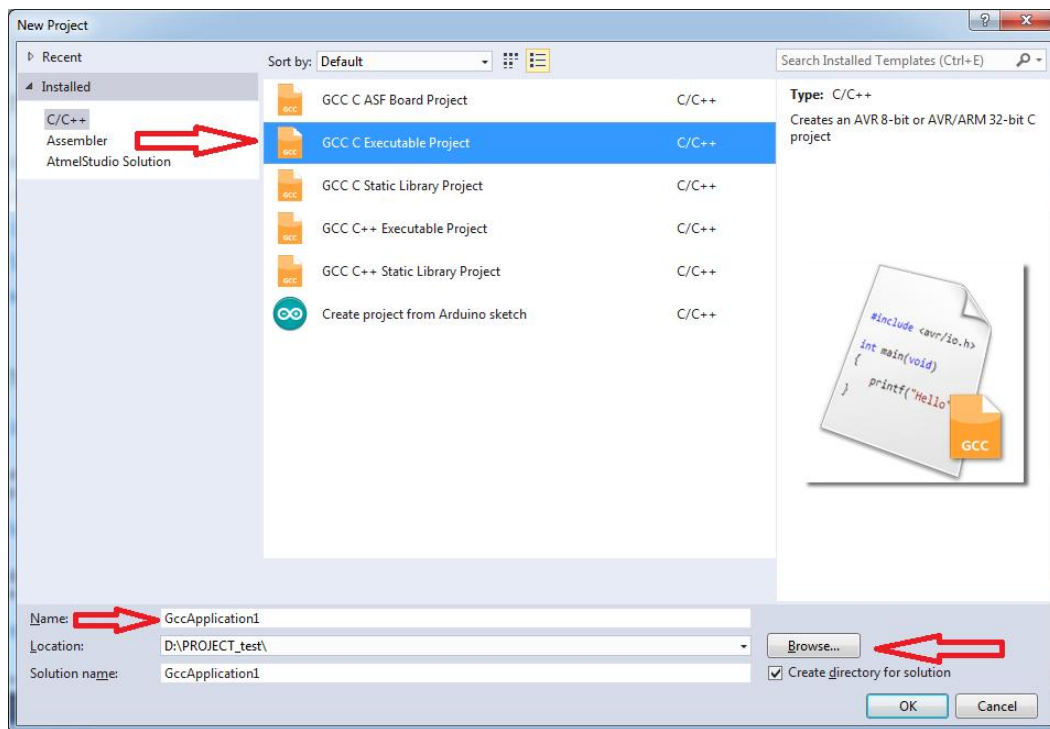 New Project
Recent
Installed
C/C++
Assembler
AtmelStudio Solution
Sort by: Default
GCC C ASF Board Project C/C++
GCC C Executable Project C/C++
GCC C Static Library Project C/C++
GCC C++ Executable Project C/C++
GCC C++ Static Library Project C/C++
Create project from Arduino sketch C/C++
Search Installed Templates (Ctrl+E)
Type: C/C++
Creates an AVR 8-bit or AVR/ARM 32-bit C
project
#include <avr/io.h>
int main(void)
{
printf("Hello"
}
GCC
Name: GccApplication1
Location: D:\PROJECT_test\
Browse...
Solution name: GccApplication1
Create directory for solution
OK Cancel